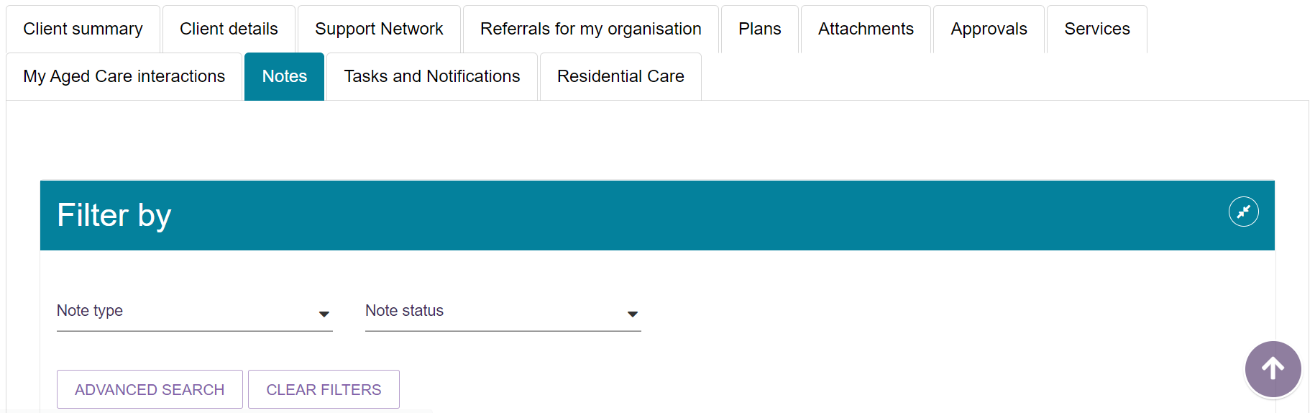 Client summary Client details Support Network Referrals for my organisation Plans Attachments Approvals Services
My Aged Care interactions Notes Tasks and Notifications Residential Care
Filter by
Note type Note status
ADVANCED SEARCH CLEAR FILTERS